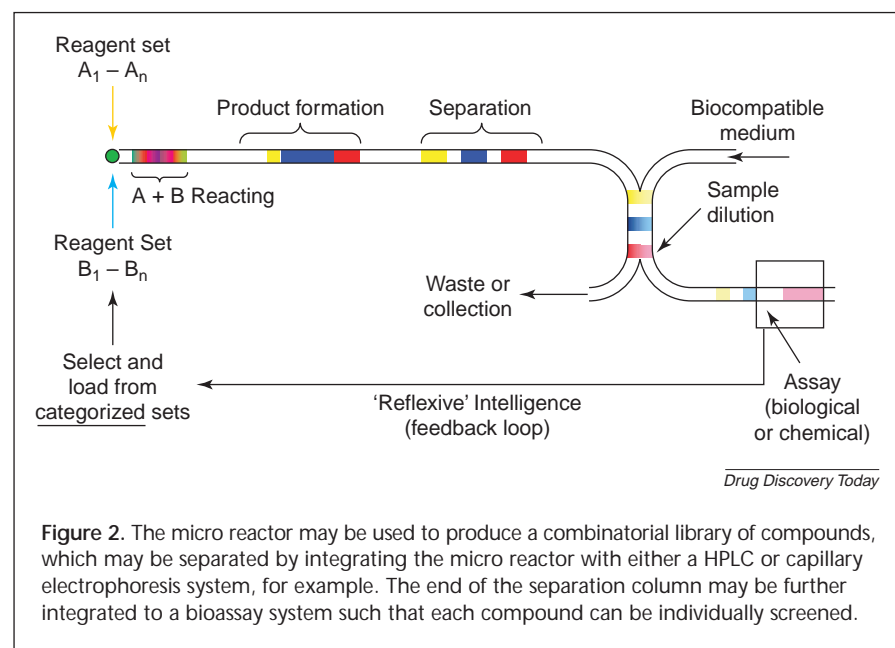 Reagent set
A₁ – Aₙ
Product formation
Separation
Biocompatible
medium
A + B Reacting
Sample
dilution
Reagent Set
B₁ – Bₙ
Waste or
collection
Select and
load from
categorized sets
'Reflexive' Intelligence
(feedback loop)
Assay
(biological
or chemical)
Drug Discovery Today
Figure 2. The micro reactor may be used to produce a combinatorial library of compounds,
which may be separated by integrating the micro reactor with either a HPLC or capillary
electrophoresis system, for example. The end of the separation column may be further
integrated to a bioassay system such that each compound can be individually screened.